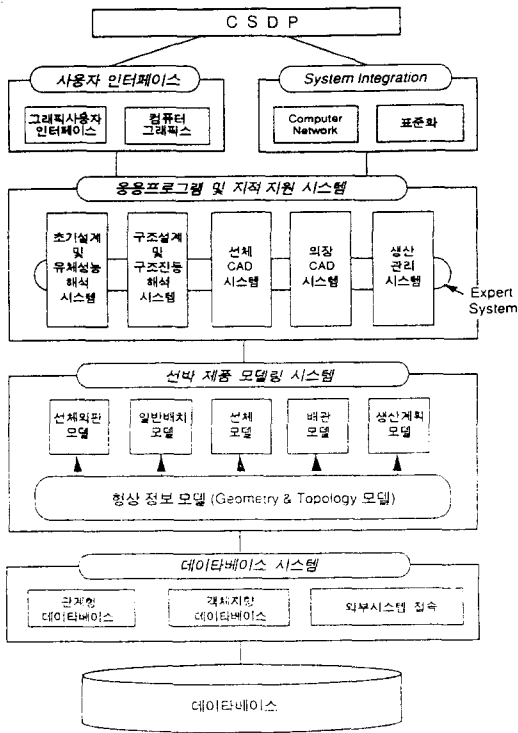 C S D P
사용자 인터페이스
System Integration
그래픽사용자
인터페이스
컴퓨터
그래픽스
Computer
Network
표준화
응용프로그램 및 지적 지원 시스템
초기설계
및
유체성능
해석
시스템
구조설계
및
구조진동
해석
시스템
선체
CAD
시스템
의장
CAD
시스템
생산
관리
시스템
Expert
System
선박 제품 모델링 시스템
선체외판
모델
일반배치
모델
선체
모델
배관
모델
생산계획
모델
형상 정보 모델 (Geometry & Topology 모델)
데이타베이스 시스템
관계형
데이타베이스
객체지향
데이타베이스
외부시스템 접속
데이타베이스